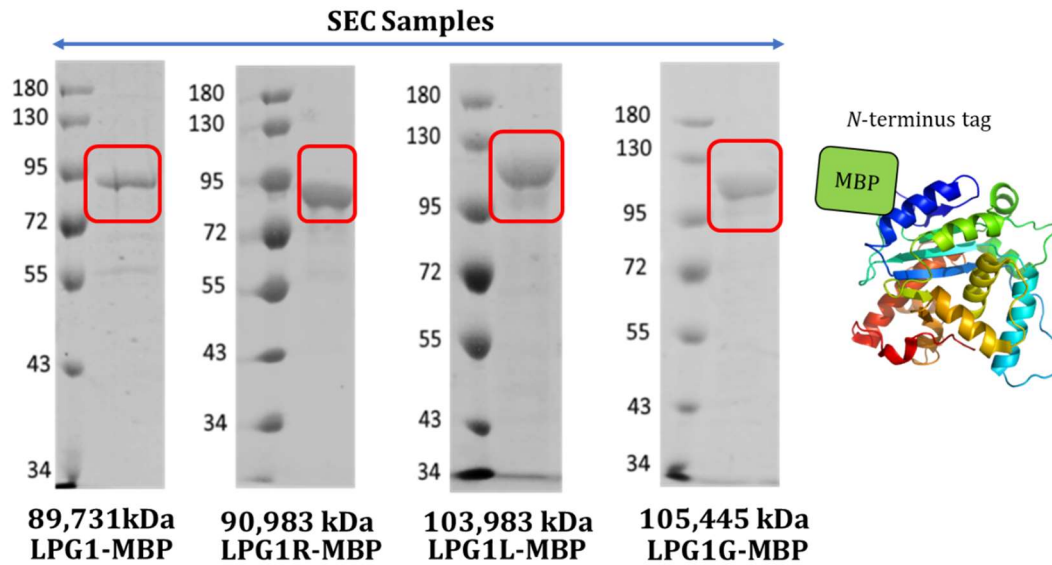 SEC Samples
180
130
95
72
55
43
34
180
130
95
72
55
43
34
180
130
95
72
55
43
34
180
130
95
72
55
43
34
N-terminus tag
MBP
89,731kDa
LPG1-MBP
90,983 kDa
LPG1R-MBP
103,983 kDa
LPG1L-MBP
105,445 kDa
LPG1G-MBP